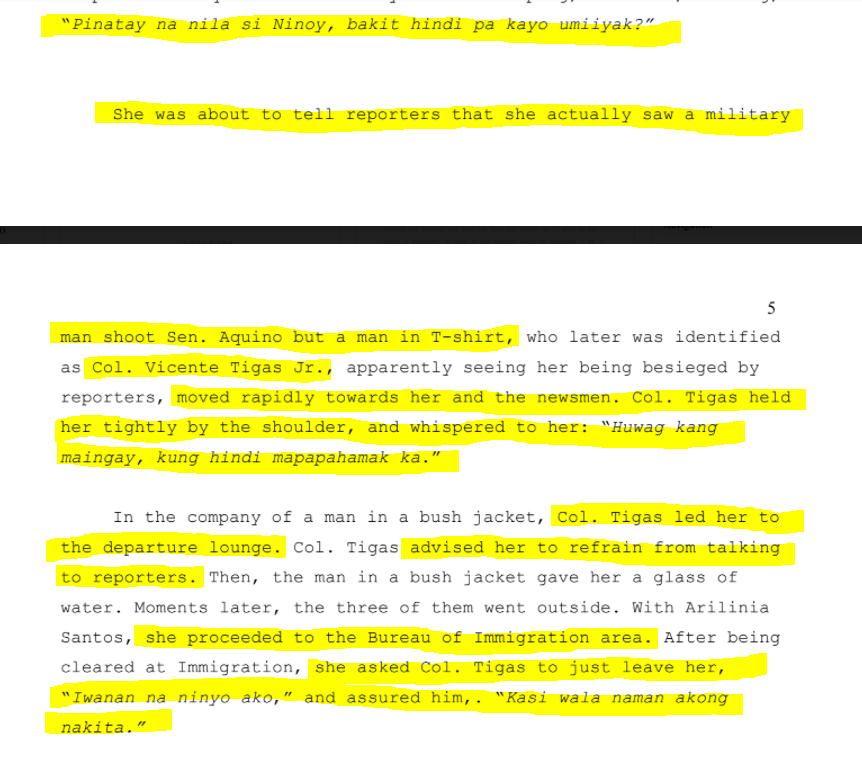 “Pinatay na nila si Ninoy, bakit hindi pa kayo umiiyak?”
She was about to tell reporters that she actually saw a military
5
man shoot Sen. Aquino but a man in T-shirt, who later was identified
as Col. Vicente Tigas Jr., apparently seeing her being besieged by
reporters, moved rapidly towards her and the newsmen. Col. Tigas held
her tightly by the shoulder, and whispered to her: “Huwag kang
maingay, kung hindi mapapahamak ka.”
In the company of a man in a bush jacket, Col. Tigas led her to
the departure lounge. Col. Tigas advised her to refrain from talking
to reporters. Then, the man in a bush jacket gave her a glass of
water. Moments later, the three of them went outside. With Arilinia
Santos, she proceeded to the Bureau of Immigration area. After being
cleared at Immigration, she asked Col. Tigas to just leave her,
“Iwanan na ninyo ako,” and assured him,. “Kasi wala naman akong
nakita.”